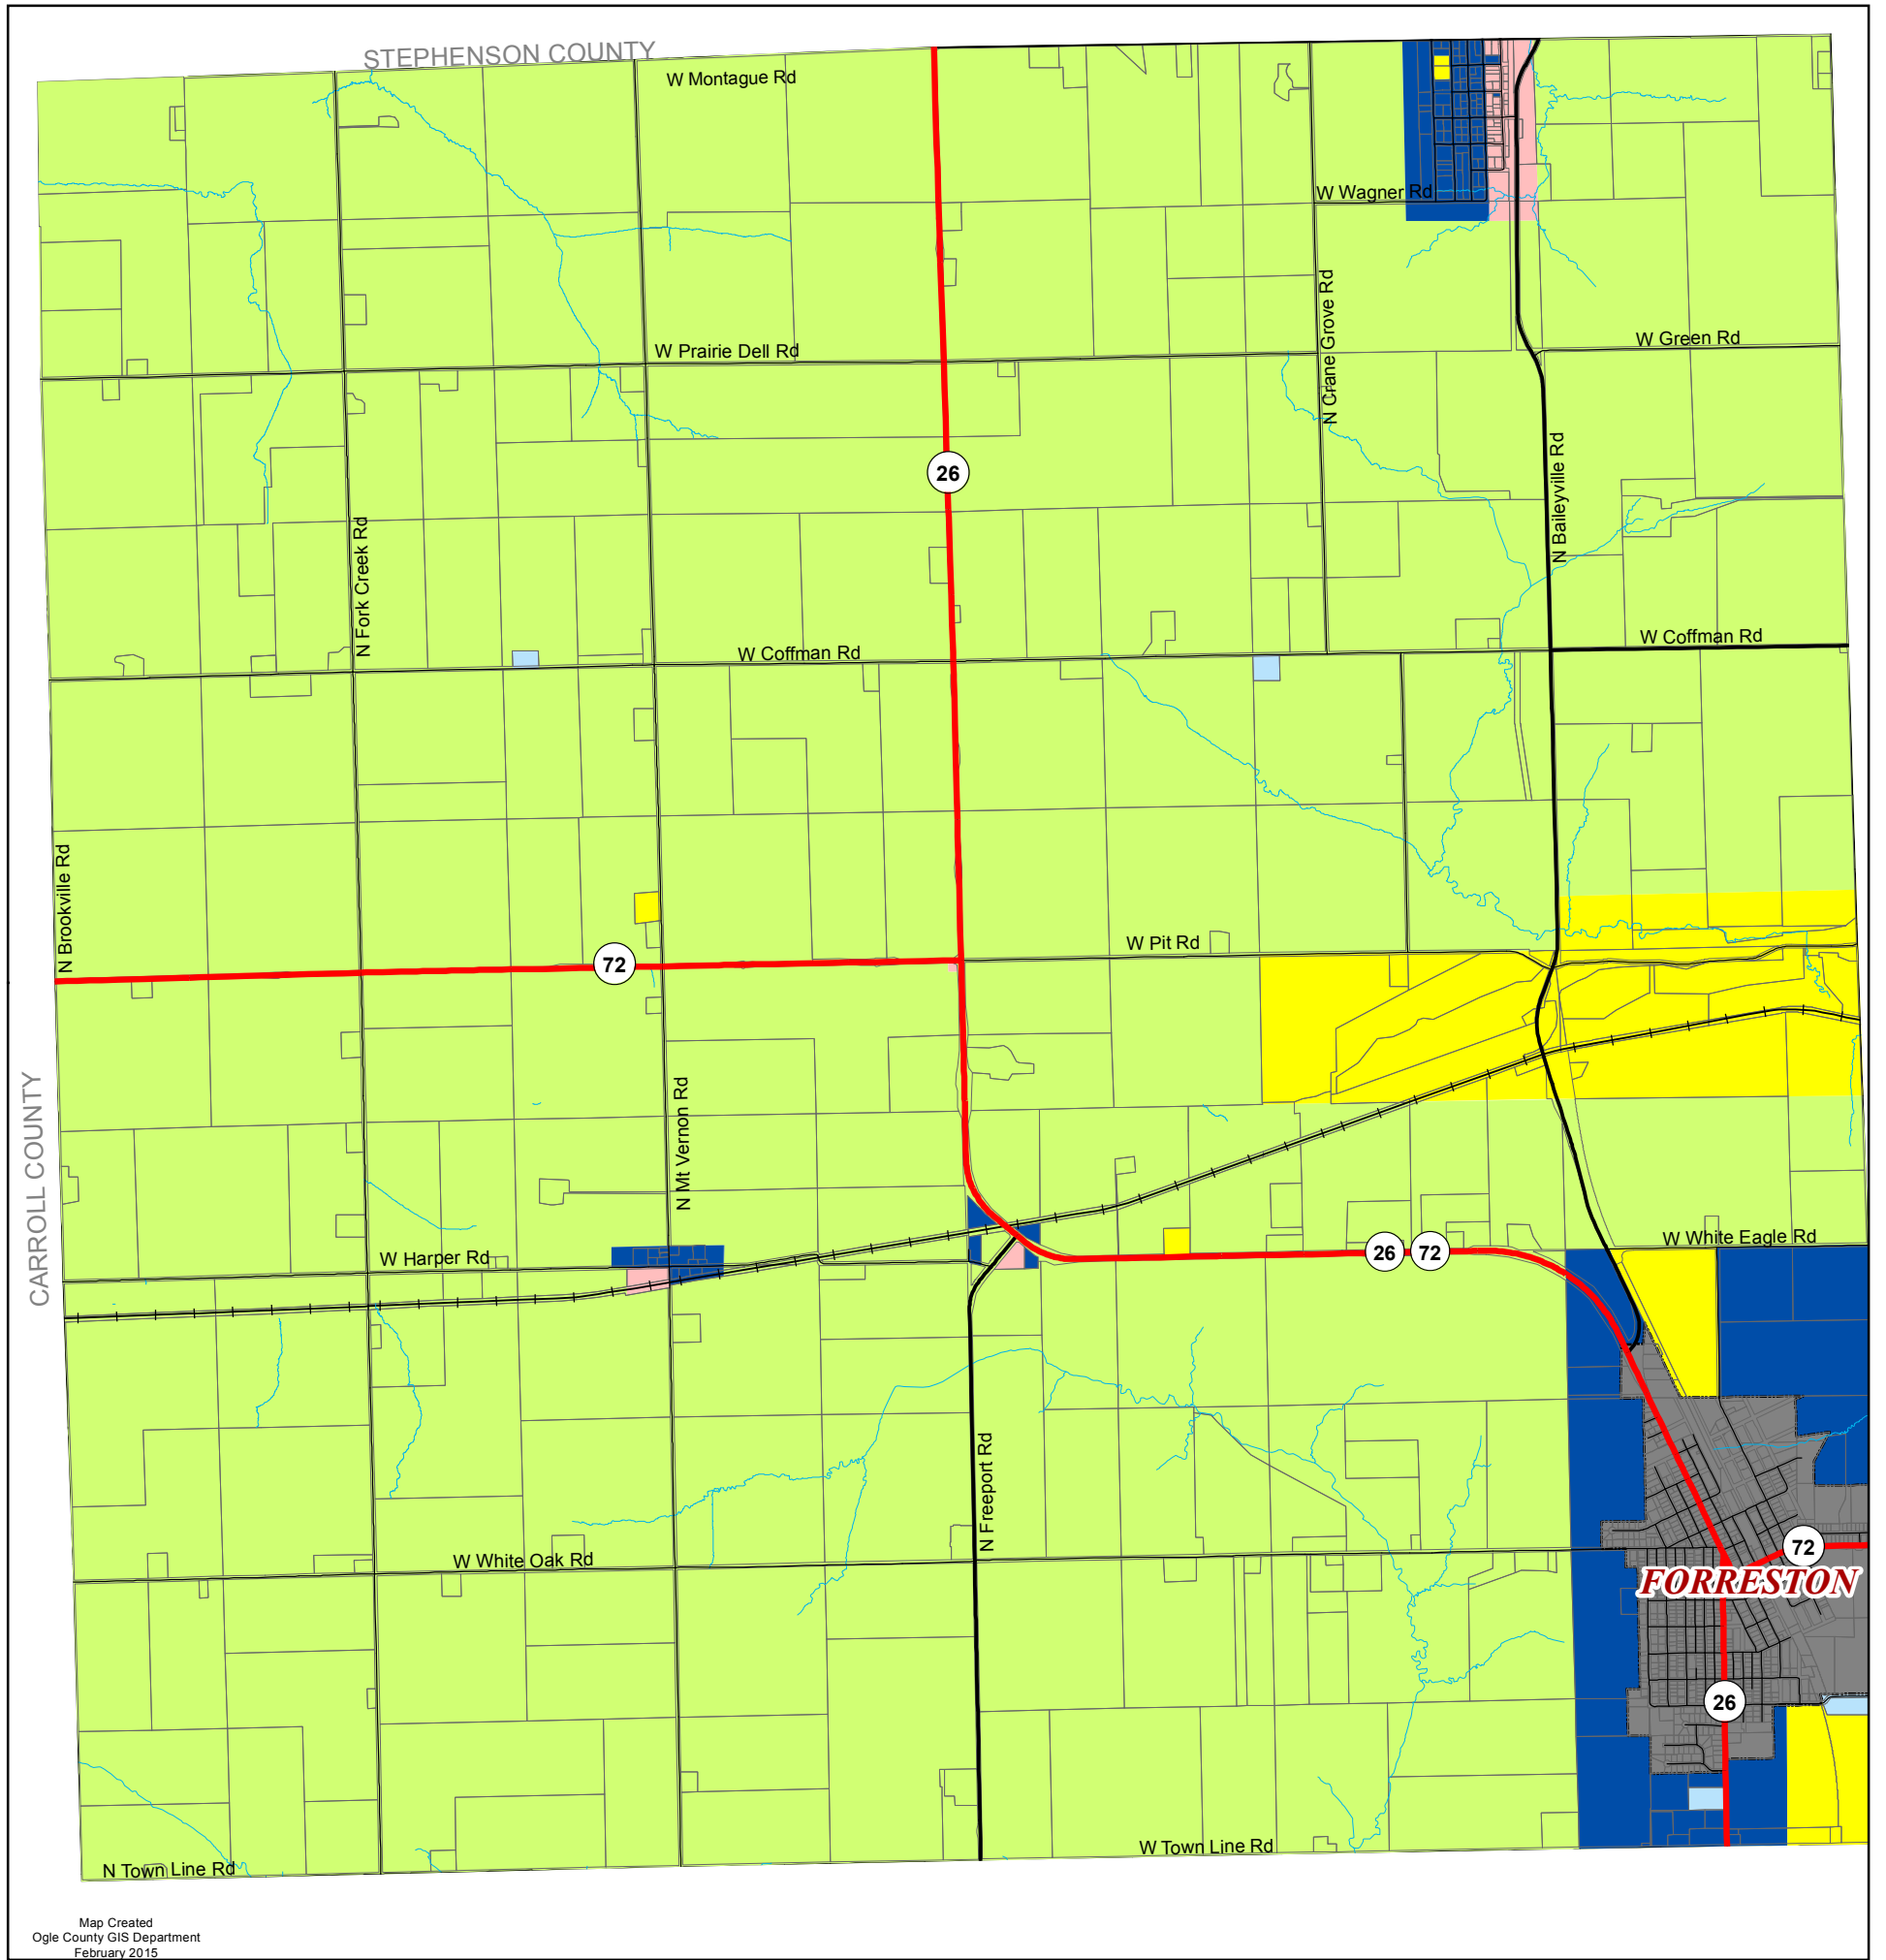 STEPHENSON COUNTY
W Montague Rd
W Wagner Rd
N Crane Grove Rd
W Green Rd
W Prairie Dell Rd
26
N Baileyville Rd
N Fork Creek Rd
W Coffman Rd
W Coffman Rd
N Brookville Rd
W Pit Rd
72
CARROLL COUNTY
N Mt Vernon Rd
W White Eagle Rd
W Harper Rd
26
72
N Freeport Rd
W White Oak Rd
72
FORRESTON
26
W Town Line Rd
N Town Line Rd
Map Created
Ogle County GIS Department
February 2015